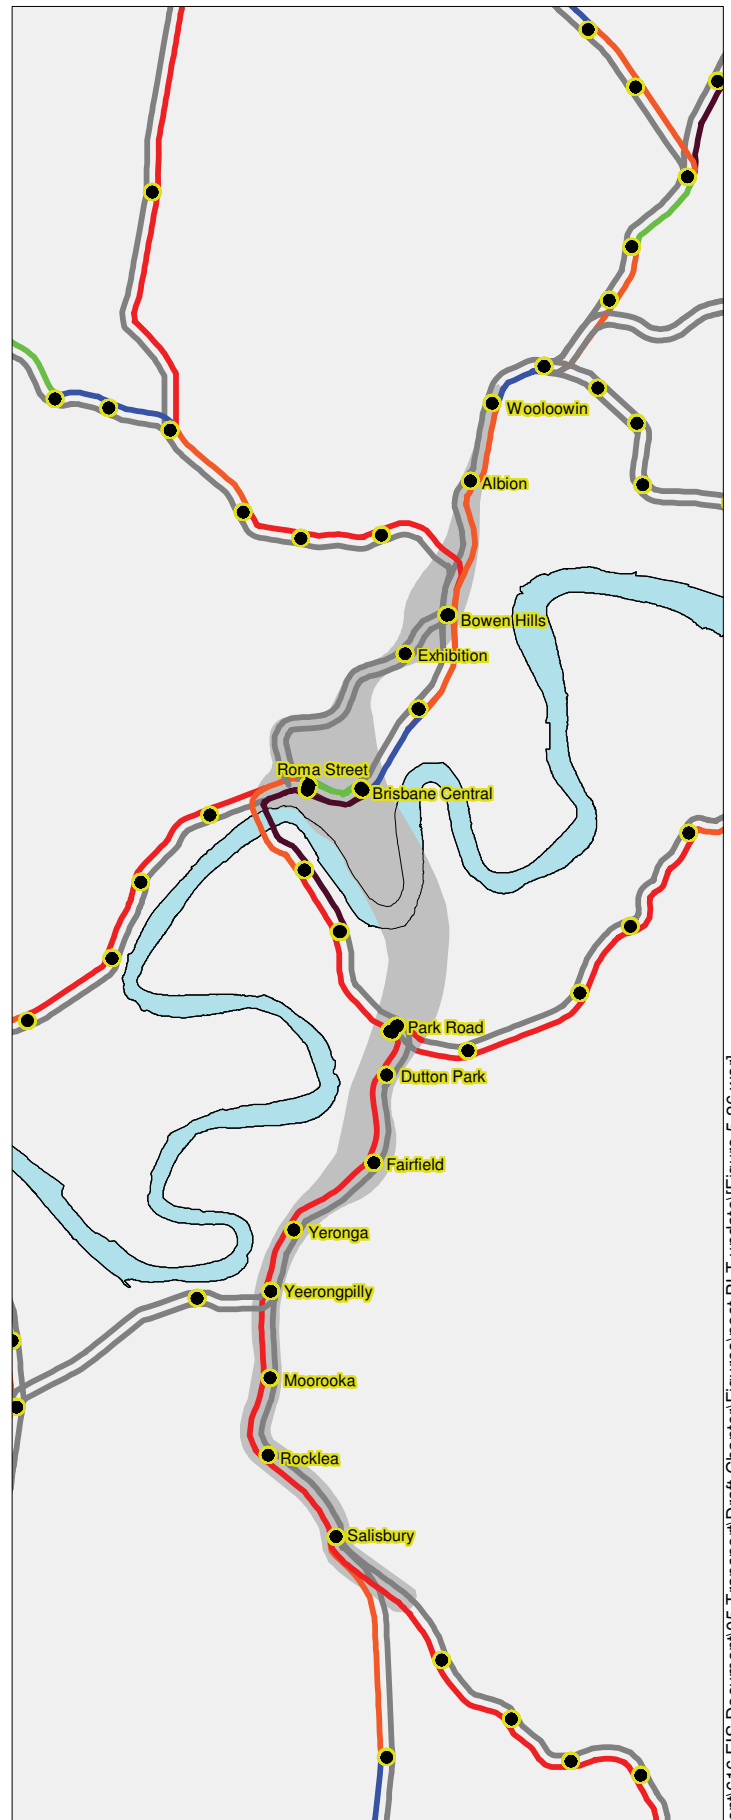 Wooloowin
Albion
Bowen Hills
Exhibition
Roma Street
Brisbane Central
Park Road
Dutton Park
Fairfield
Yeronga
Yeerongpilly
Moorooka
Rocklea
Salisbury